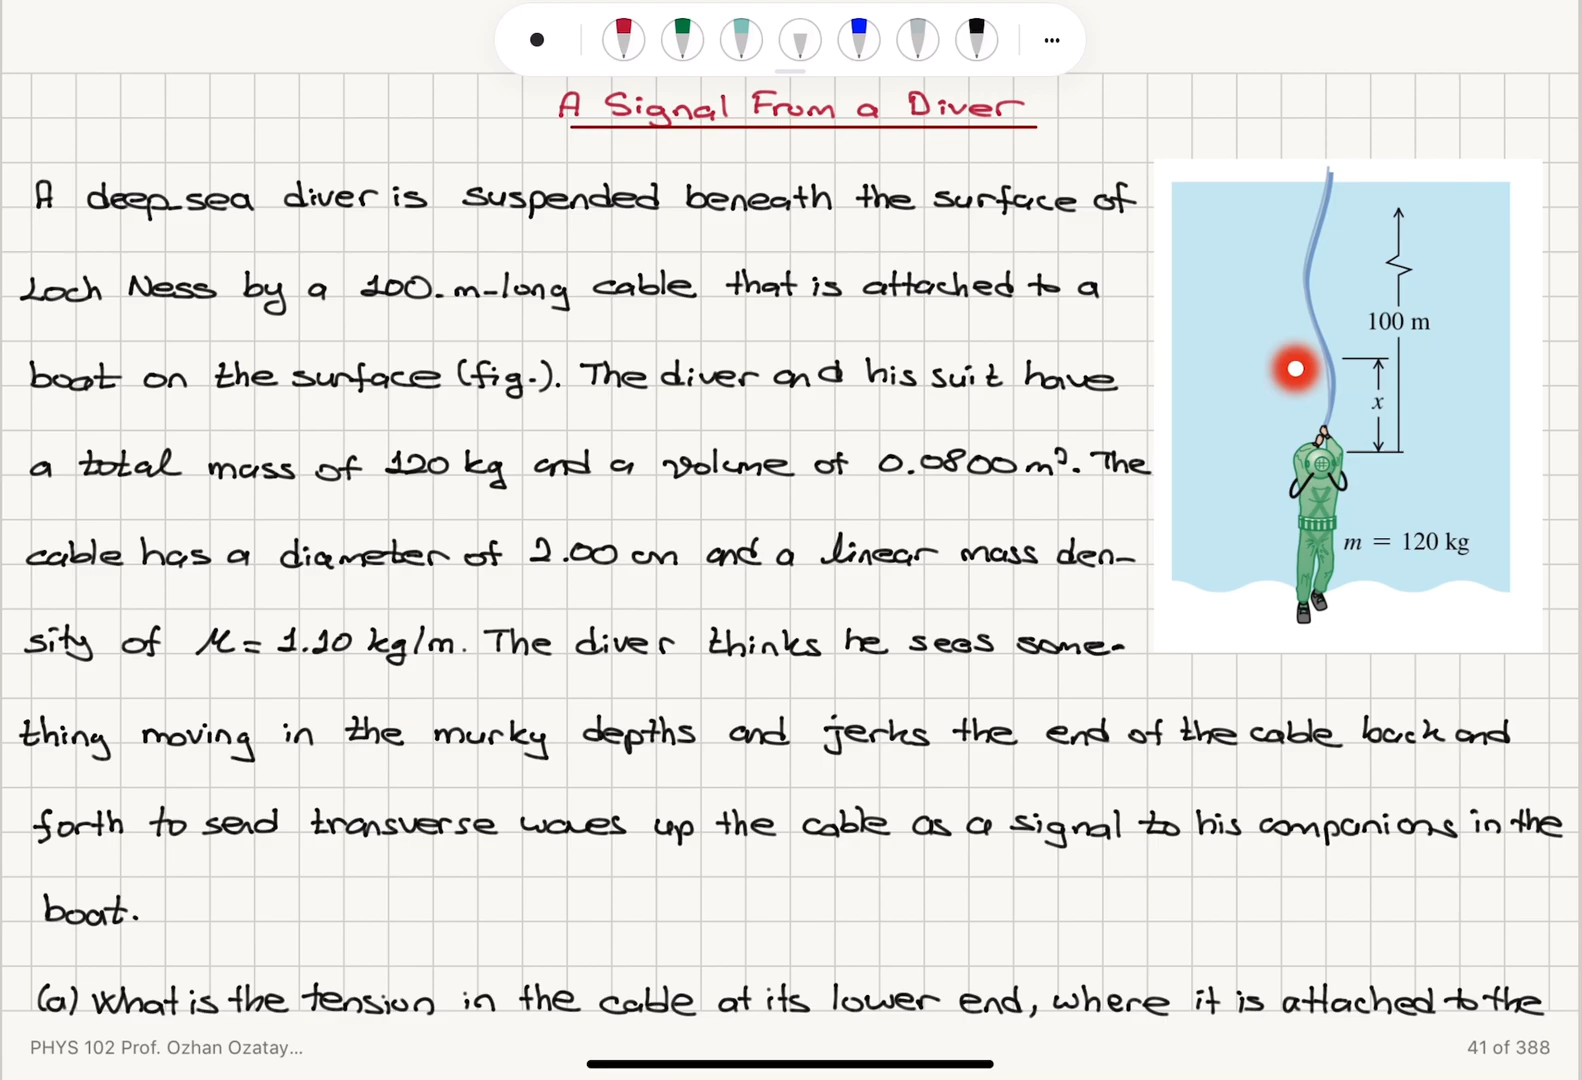 A Signal From a Diver
A deep-sea diver is suspended beneath the surface of
Loch Ness by a 100.-m-long cable that is attached to a
boat on the surface (fig.). The diver and his suit have
a total mass of 120 kg and a volume of 0.0800 m³. The
cable has a diameter of 2.00 cm and a linear mass den-
sity of μ = 1.10 kg/m. The diver thinks he sees some-
thing moving in the murky depths and jerks the end of the cable back and
forth to send transverse waves up the cable as a signal to his companions in the
boat.
(a) What is the tension in the cable at its lower end, where it is attached to the
100 m
x
m = 120 kg
PHYS 102 Prof. Ozhan Ozatay...
41 of 388